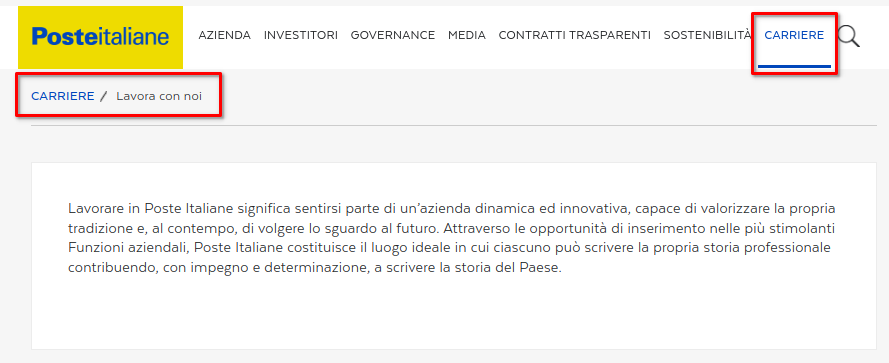 Posteitaliane
AZIENDA INVESTITORI GOVERNANCE MEDIA CONTRATTI TRASPARENTI SOSTENIBILITÀ CARRIERE
CARRIERE / Lavora con noi
Lavorare in Poste Italiane significa sentirsi parte di un'azienda dinamica ed innovativa, capace di valorizzare la propria
tradizione e, al contempo, di volgere lo sguardo al futuro. Attraverso le opportunità di inserimento nelle più stimolanti
Funzioni aziendali, Poste Italiane costituisce il luogo ideale in cui ciascuno può scrivere la propria storia professionale
contribuendo, con impegno e determinazione, a scrivere la storia del Paese.